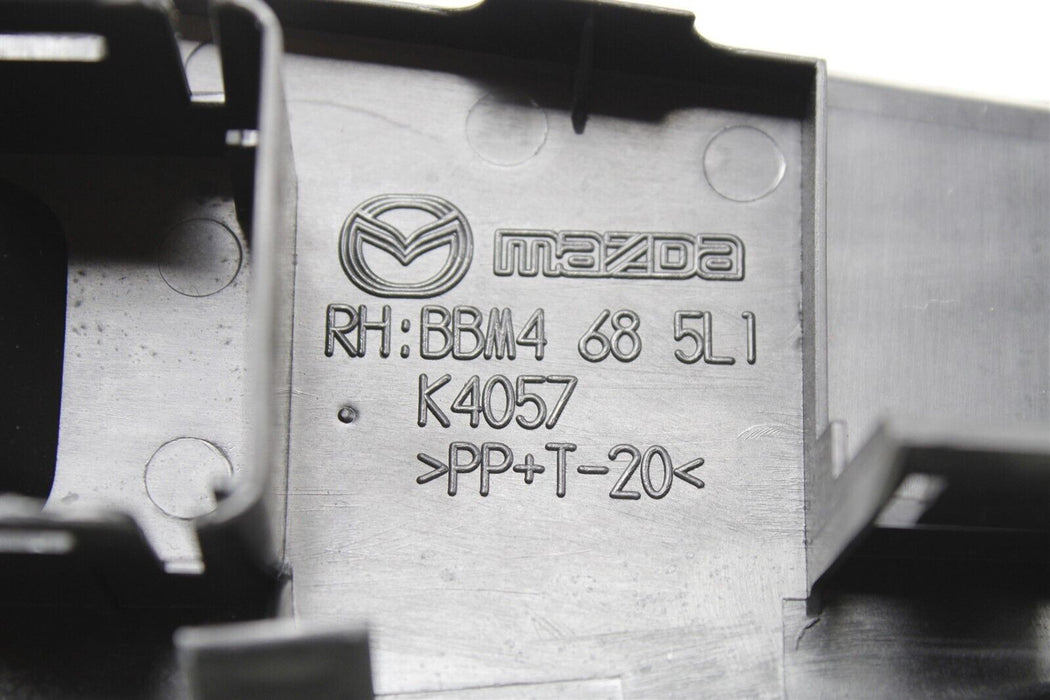 mazda
RH:BBM4 68 5L1
K4057
>PP+T-20<